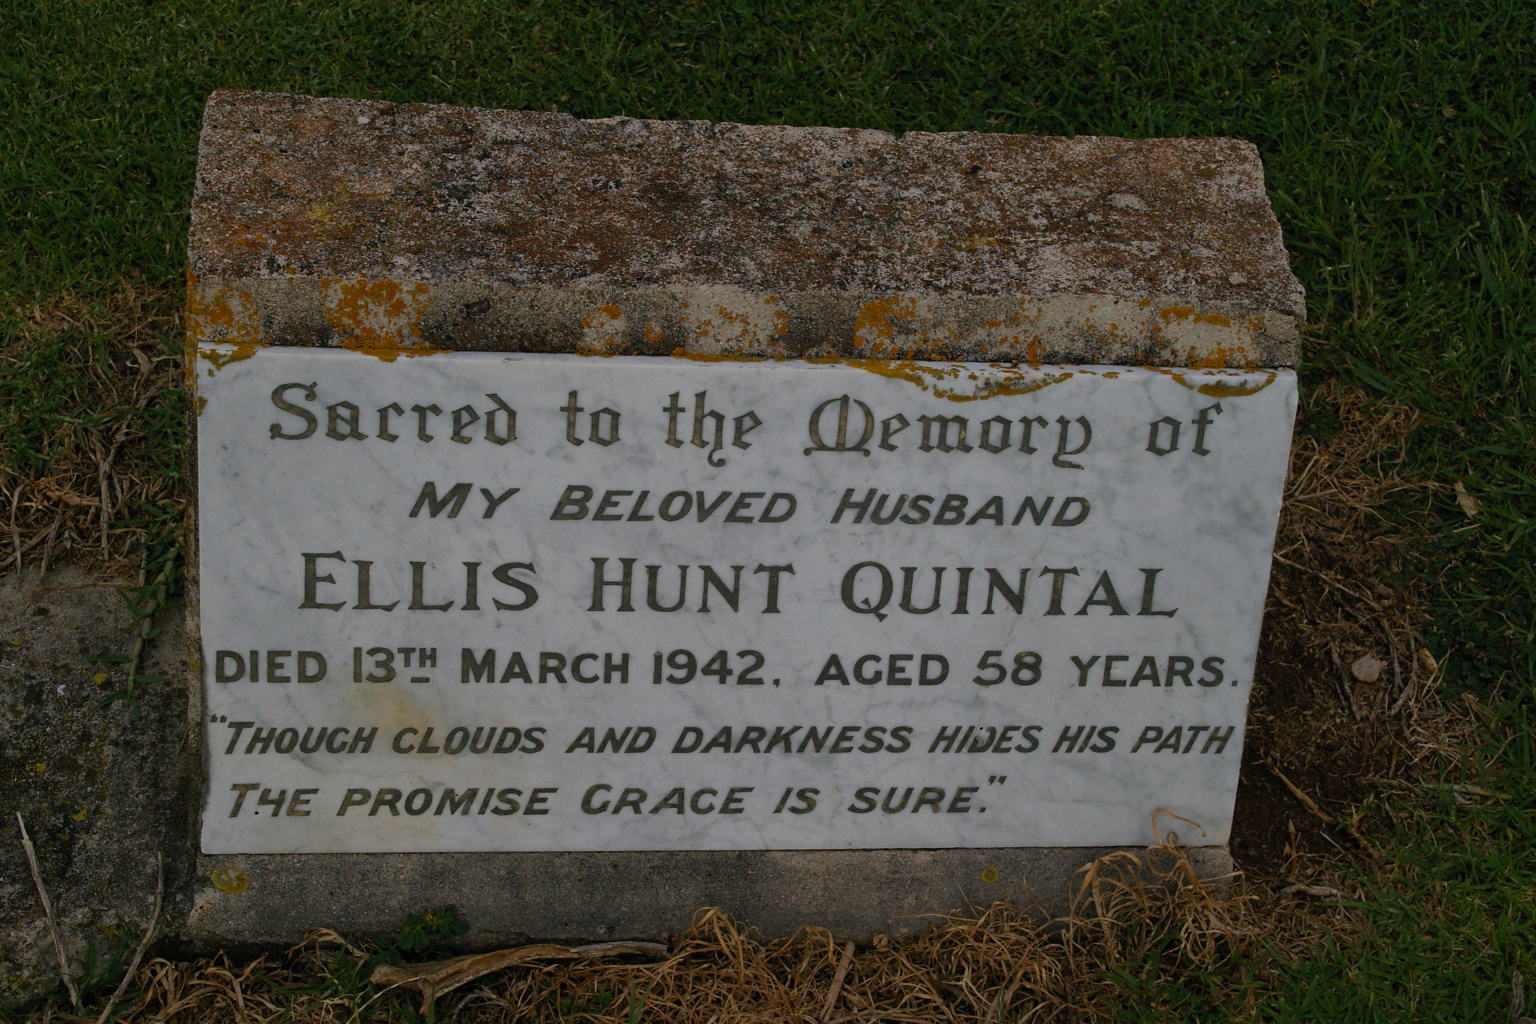 Sacred to the Memory of
MY BELOVED HUSBAND
ELLIS HUNT QUINTAL
DIED 13TH MARCH 1942, AGED 58 YEARS.
"THOUGH CLOUDS AND DARKNESS HIDES HIS PATH
THE PROMISE GRACE IS SURE."